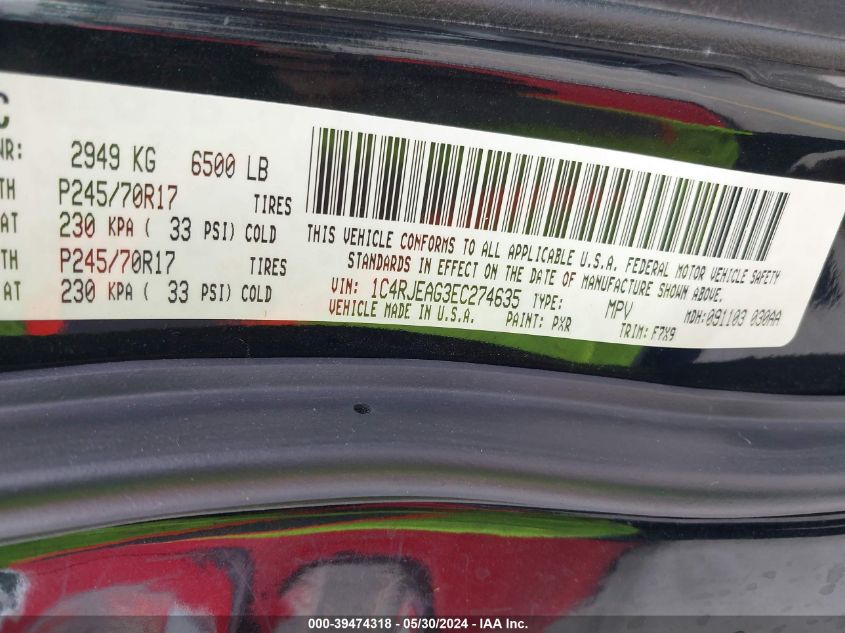 C
WR: 2949 KG 6500 LB
TH P245/70R17 TIRES
AT 230 KPA ( 33 PSI) COLD
TH P245/70R17 TIRES
AT 230 KPA ( 33 PSI) COLD
THIS VEHICLE CONFORMS TO ALL APPLICABLE U.S.A. FEDERAL MOTOR VEHICLE SAFETY
STANDARDS IN EFFECT ON THE DATE OF MANUFACTURE SHOWN ABOVE.
VIN: 1C4RJEAG3EC274635 TYPE: MPV MDH: 091103 030AA
VEHICLE MADE IN U.S.A. PAINT: PXR TRIM: F7X9
000-39474318 - 05/30/2024 - IAA Inc.